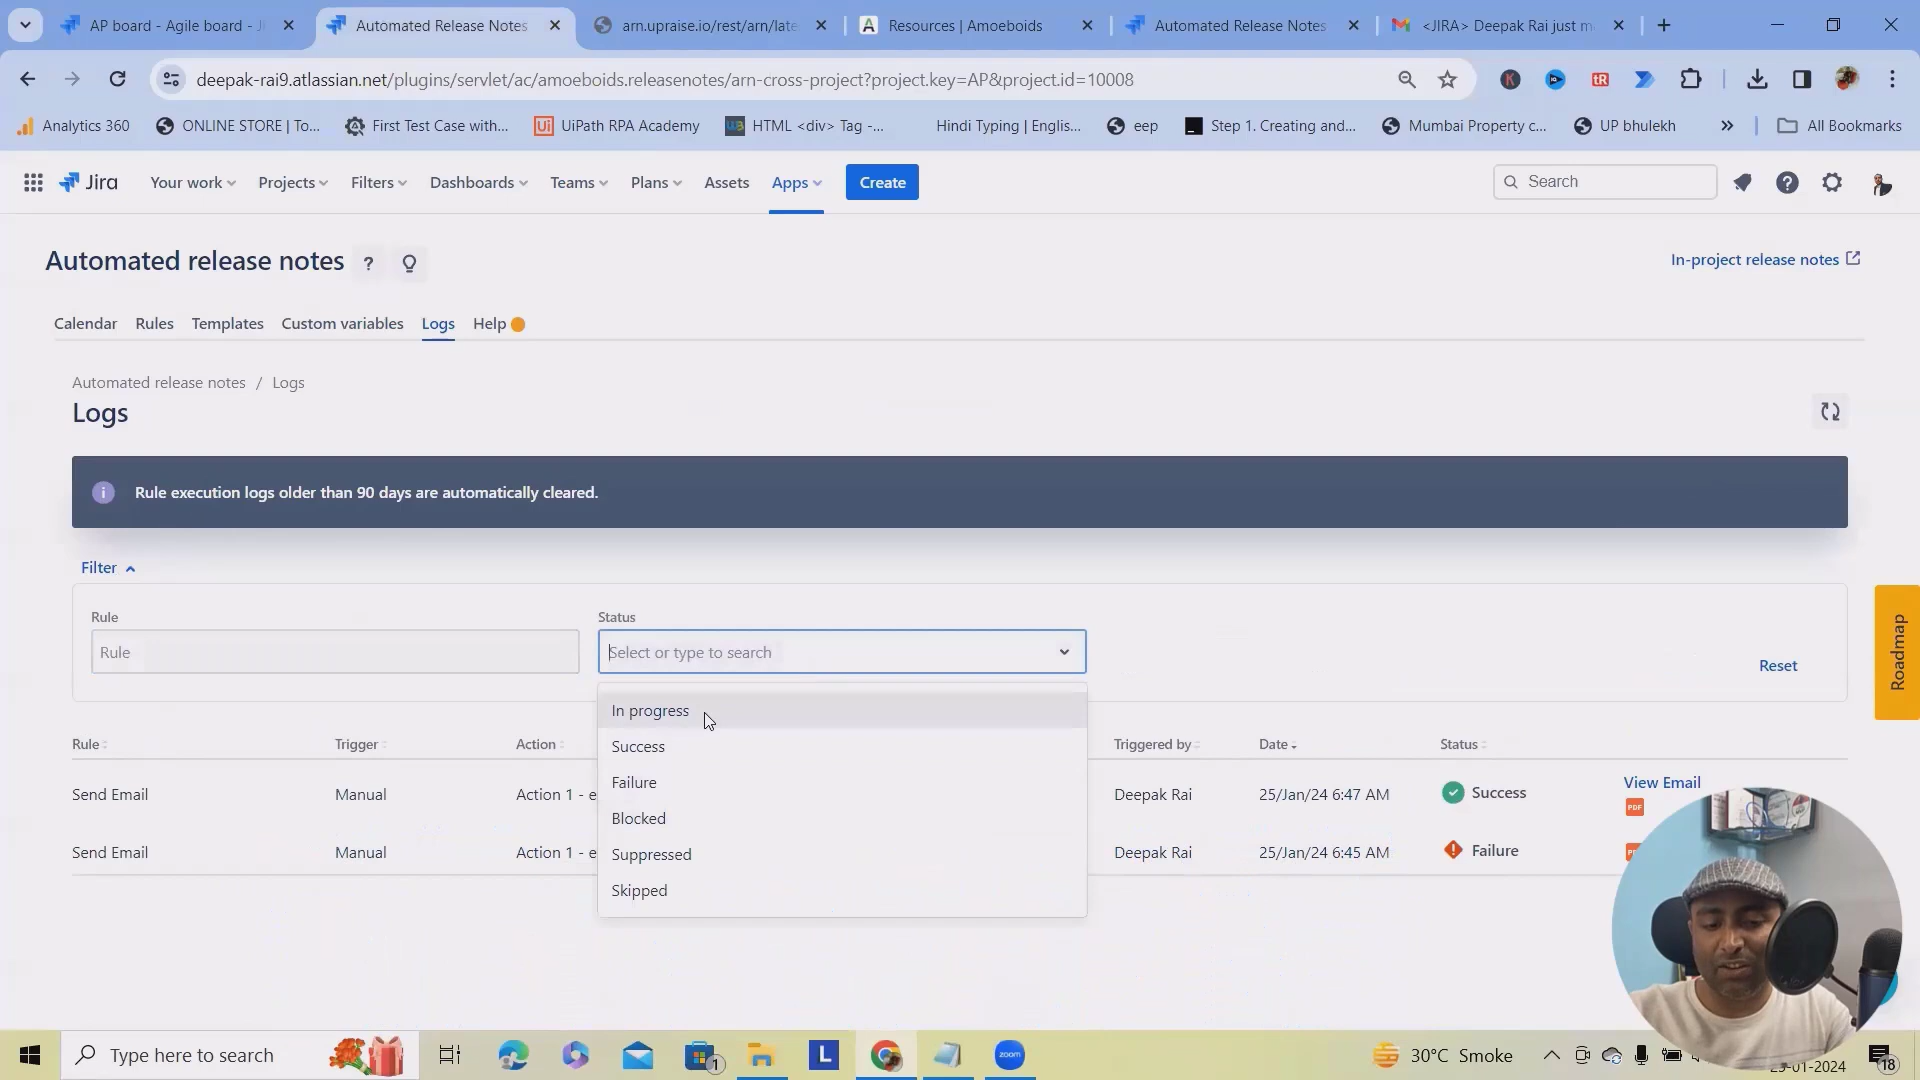 AP board - Agile board - Ji
Automated Release Notes
arn.upraise.io/rest/arn/late
Resources | Amoeboids
Automated Release Notes
<JIRA> Deepak Rai just m
deepak-rai9.atlassian.net/plugins/servlet/ac/amoeboids.releasenotes/arn-cross-project?project.key=AP&project.id=10008
Analytics 360
ONLINE STORE | To...
First Test Case with...
UiPath RPA Academy
HTML <div> Tag -...
Hindi Typing | Englis...
eep
Step 1. Creating and...
Mumbai Property c...
UP bhulekh
All Bookmarks
Jira
Your work
Projects
Filters
Dashboards
Teams
Plans
Assets
Apps
Create
Search
Automated release notes
?
In-project release notes
Calendar
Rules
Templates
Custom variables
Logs
Help
Automated release notes / Logs
Logs
Rule execution logs older than 90 days are automatically cleared.
Filter
Rule
Status
Rule
Select or type to search
Reset
Roadmap
In progress
Success
Failure
Blocked
Suppressed
Skipped
Rule
Trigger
Action
Triggered by
Date
Status
Send Email
Manual
Action 1 - e
Deepak Rai
25/Jan/24 6:47 AM
Success
View Email
PDF
Send Email
Manual
Action 1 - e
Deepak Rai
25/Jan/24 6:45 AM
Failure
Type here to search
1
L
zoom
30°C Smoke
18